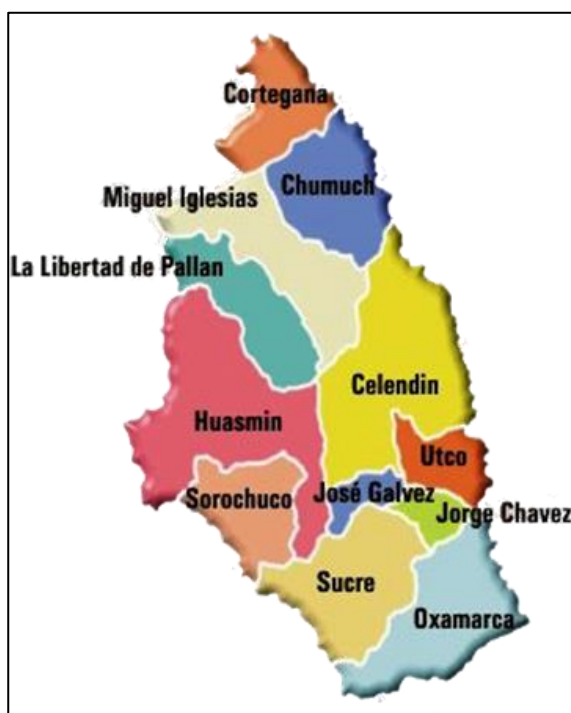 Cortegana
Chumuch
Miguel Iglesias
La Libertad de Pallan
Celendin
Huasmin
Utco
Sorochuco
José Galvez
Jorge Chavez
Sucre
Oxamarca